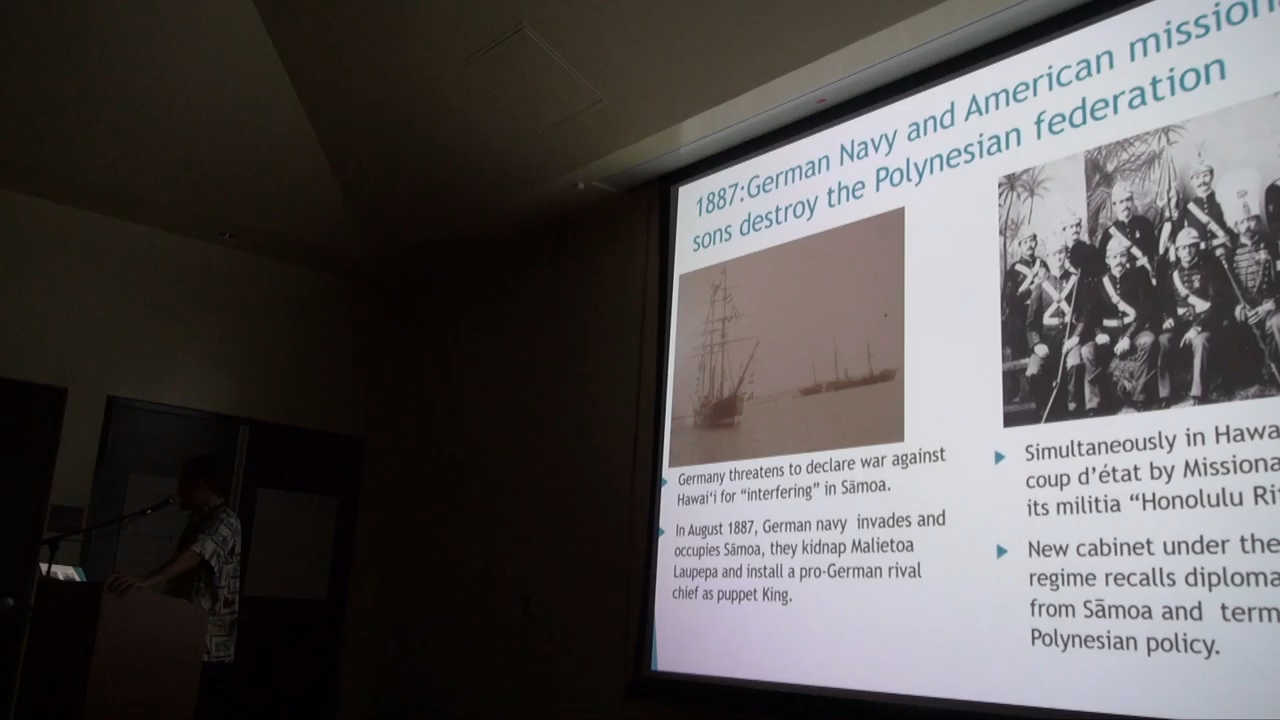 1887:German Navy and American mission
sons destroy the Polynesian federation
Germany threatens to declare war against
Hawaiʻi for “interfering” in Sāmoa.
In August 1887, German navy invades and
occupies Sāmoa, they kidnap Malietoa
Laupepa and install a pro-German rival
chief as puppet King.
Simultaneously in Hawa
coup d’état by Missiona
its militia “Honolulu Ri
New cabinet under the
regime recalls diploma
from Sāmoa and term
Polynesian policy.